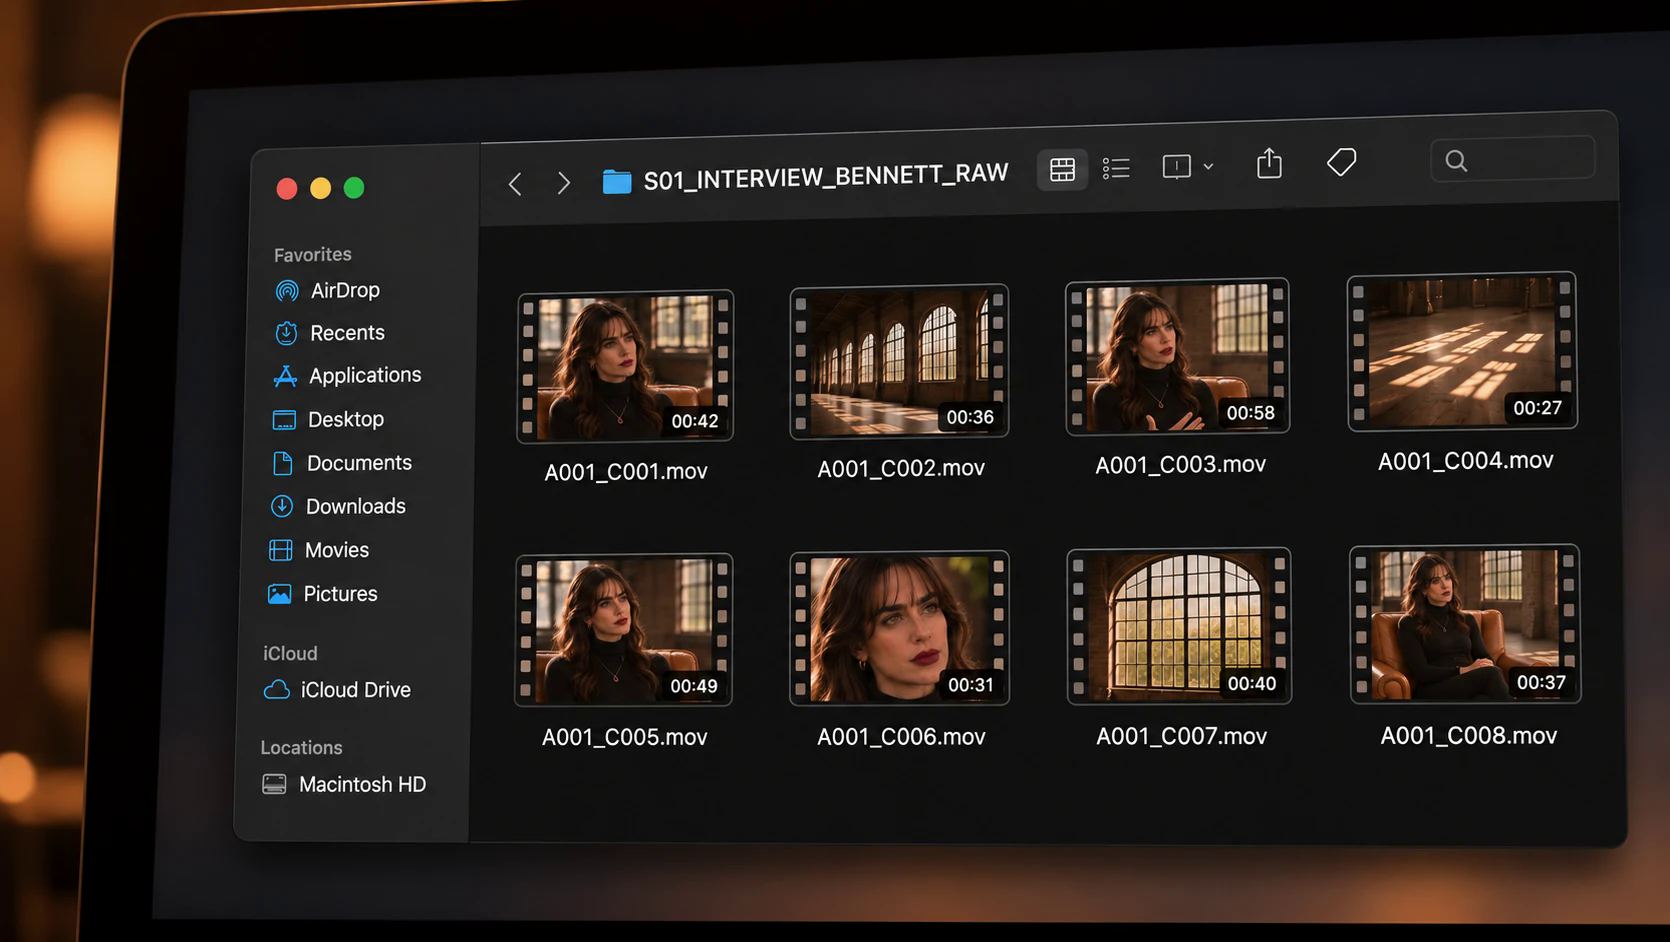 S01_INTERVIEW_BENNETT_RAW
Favorites
AirDrop
Recents
Applications
Desktop
Documents
Downloads
Movies
Pictures
iCloud
iCloud Drive
Locations
Macintosh HD
00:42
00:36
00:58
00:27
A001_C001.mov
A001_C002.mov
A001_C003.mov
A001_C004.mov
00:49
00:31
00:40
00:37
A001_C005.mov
A001_C006.mov
A001_C007.mov
A001_C008.mov